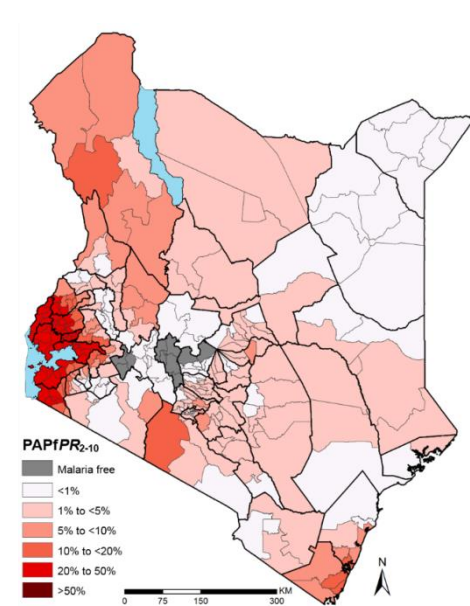 PAPfPR2-10
Malaria free
<1%
1% to <5%
5% to <10%
10% to <20%
20% to 50%
>50%
KM
0 75 150 300
N